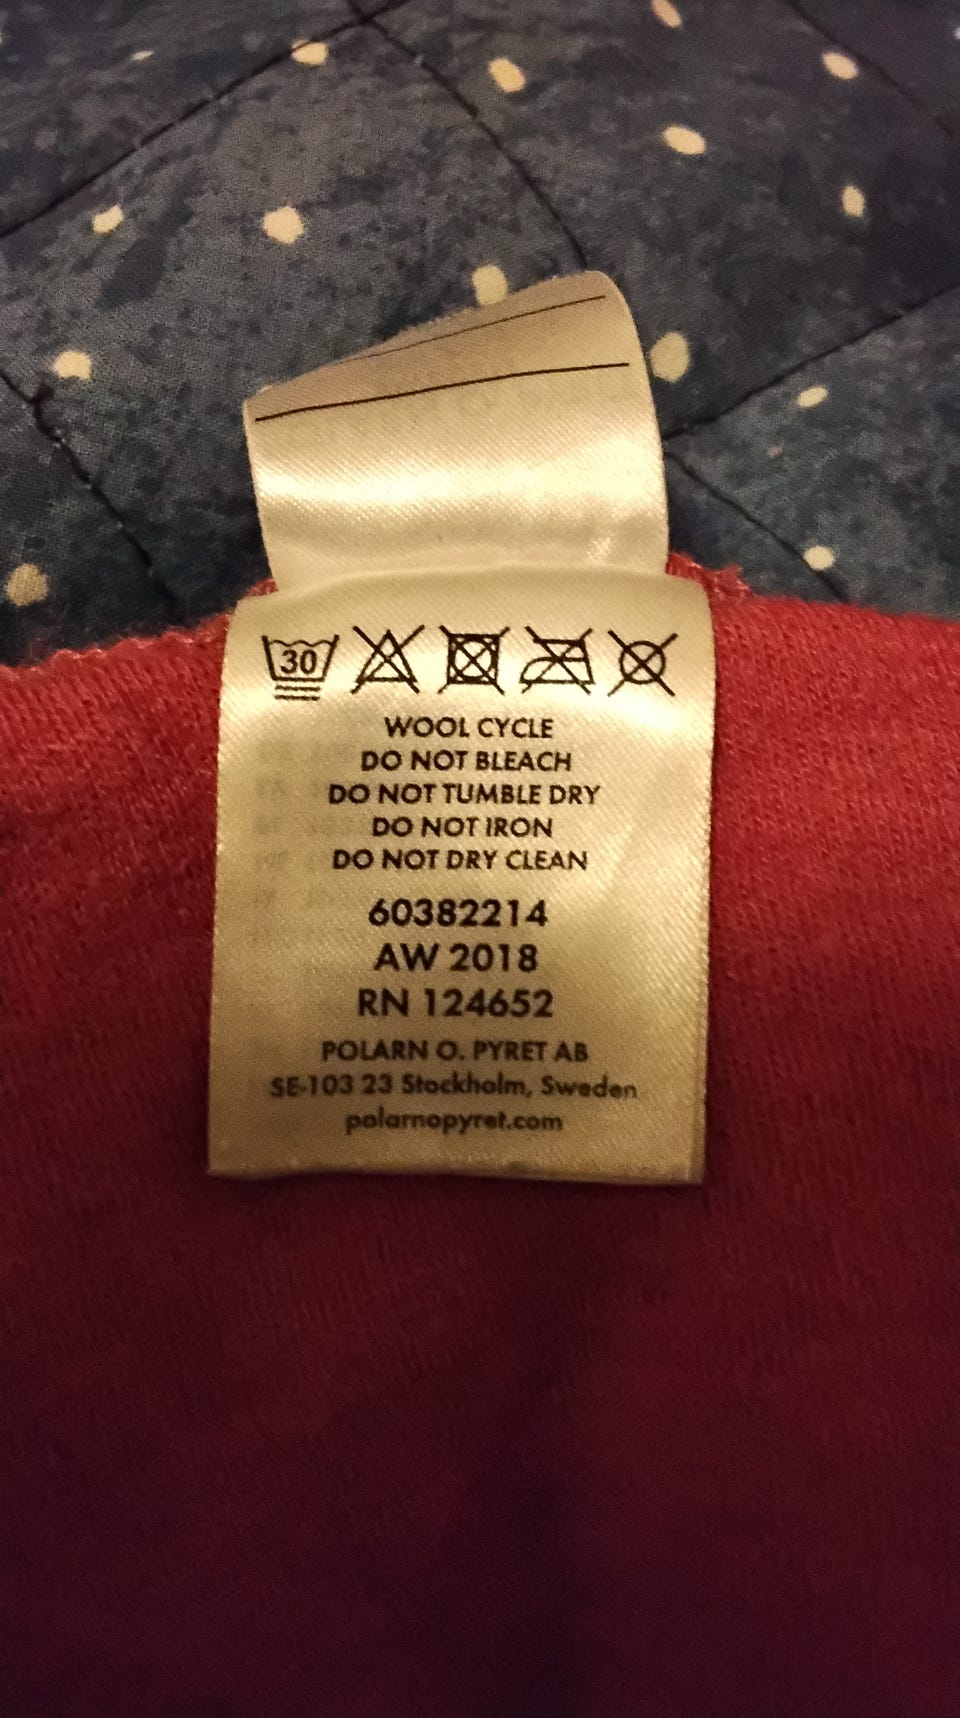 30
WOOL CYCLE
DO NOT BLEACH
DO NOT TUMBLE DRY
DO NOT IRON
DO NOT DRY CLEAN
60382214
AW 2018
RN 124652
POLARN O. PYRET AB
SE-103 23 Stockholm, Sweden
polarnopyret.com